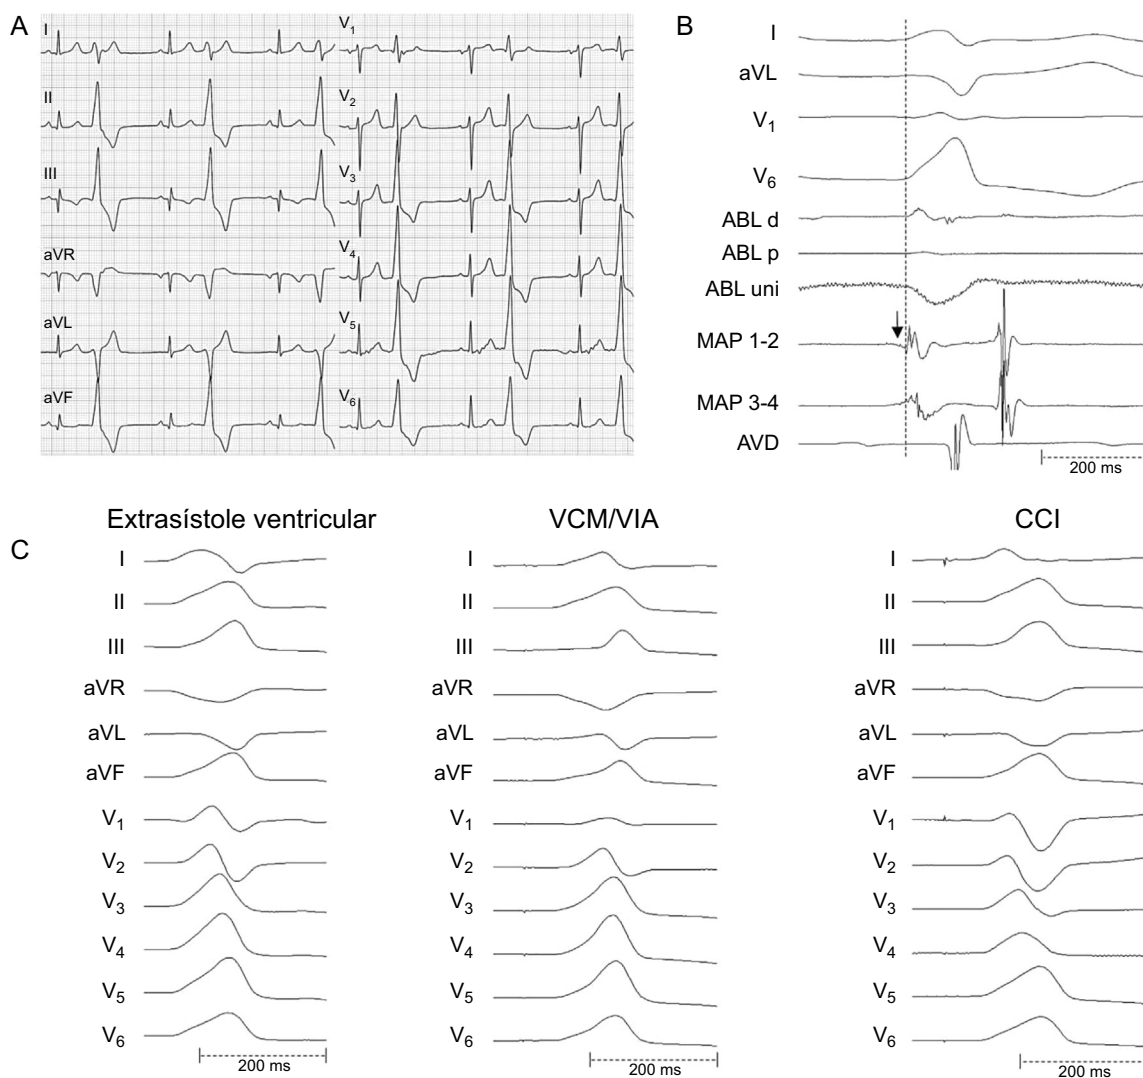 A
I
II
III
aVR
aVL
aVF
V1
V2
V3
V4
V5
V6
B
I
aVL
V1
V6
ABL d
ABL p
ABL uni
MAP 1-2
MAP 3-4
AVD
200 ms
C
Extrasístole ventricular
I
II
III
aVR
aVL
aVF
V1
V2
V3
V4
V5
V6
200 ms
VCM/VIA
I
II
III
aVR
aVL
aVF
V1
V2
V3
V4
V5
V6
200 ms
CCI
I
II
III
aVR
aVL
aVF
V1
V2
V3
V4
V5
V6
200 ms